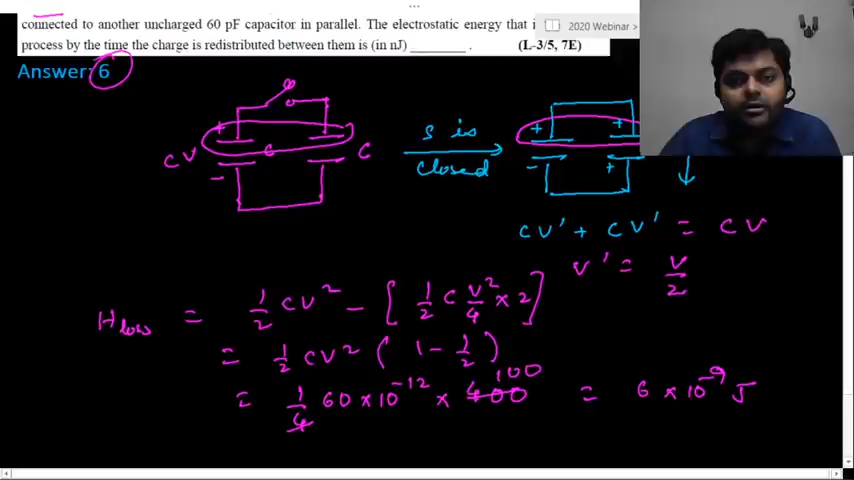 connected to another uncharged 60 pF capacitor in parallel. The electrostatic energy that
process by the time the charge is redistributed between them is (in nJ) ________ . (L-3/5, 7E)
2020 Webinar
Answer: 6
+ C
CV C
-
S is
closed
+ +
- +
CV' + CV' = CV
V' = V/2
H loss = 1/2 CV² - [ 1/2 C V²/4 × 2 ]
= 1/2 CV² ( 1 - 1/2 )
= 1/4 60 × 10⁻¹² × 400 100 = 6 × 10⁻⁹ J